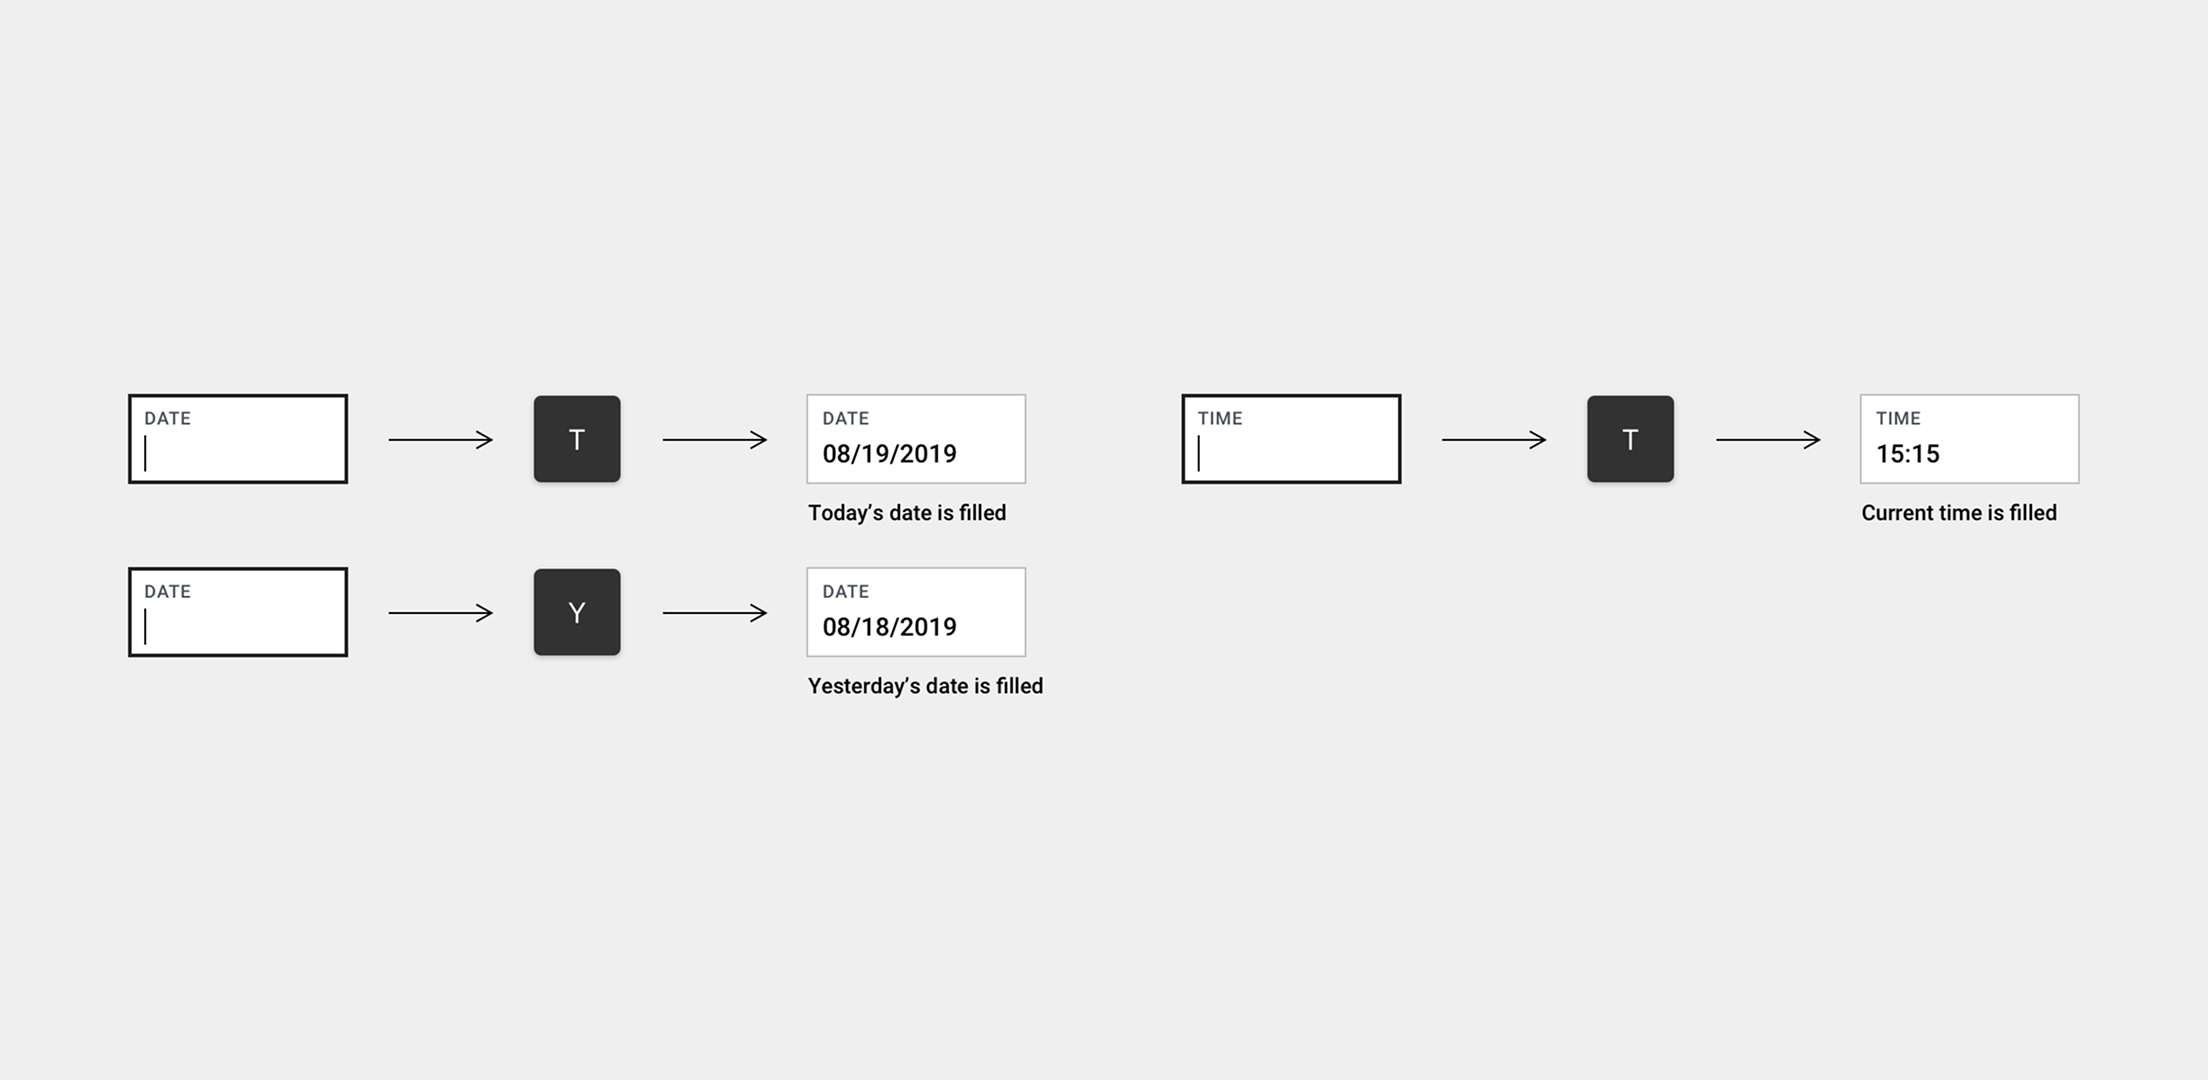 DATE
T
DATE
08/19/2019
Today’s date is filled
DATE
Y
DATE
08/18/2019
Yesterday’s date is filled
TIME
T
TIME
15:15
Current time is filled